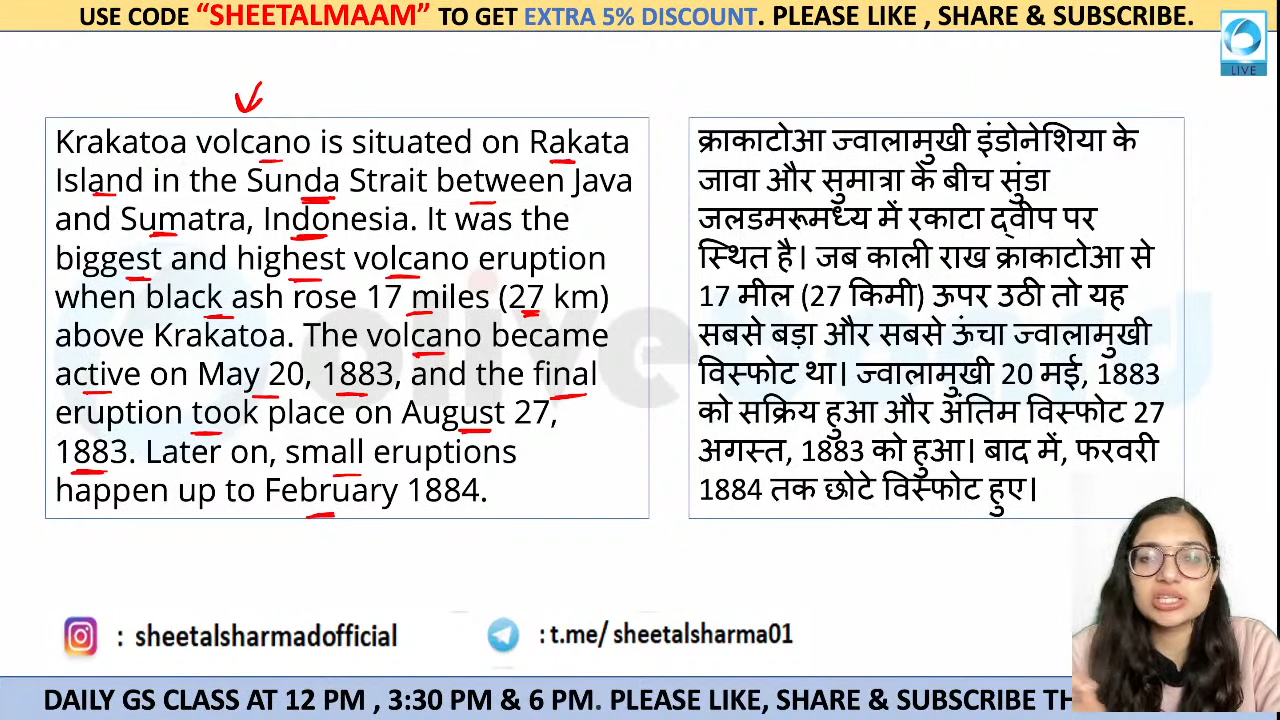 USE CODE “SHEETALMAAM” TO GET EXTRA 5% DISCOUNT. PLEASE LIKE , SHARE & SUBSCRIBE.
LIVE
Krakatoa volcano is situated on Rakata
Island in the Sunda Strait between Java
and Sumatra, Indonesia. It was the
biggest and highest volcano eruption
when black ash rose 17 miles (27 km)
above Krakatoa. The volcano became
active on May 20, 1883, and the final
eruption took place on August 27,
1883. Later on, small eruptions
happen up to February 1884.
क्राकाटोआ ज्वालामुखी इंडोनेशिया के
जावा और सुमात्रा के बीच सुंडा
जलडमरूमध्य में रकाटा द्वीप पर
स्थित है। जब काली राख क्राकाटोआ से
17 मील (27 किमी) ऊपर उठी तो यह
सबसे बड़ा और सबसे ऊंचा ज्वालामुखी
विस्फोट था। ज्वालामुखी 20 मई, 1883
को सक्रिय हुआ और अंतिम विस्फोट 27
अगस्त, 1883 को हुआ। बाद में, फरवरी
1884 तक छोटे विस्फोट हुए।
oliveboard
: sheetalsharmadofficial
: t.me/ sheetalsharma01
DAILY GS CLASS AT 12 PM , 3:30 PM & 6 PM. PLEASE LIKE, SHARE & SUBSCRIBE TH